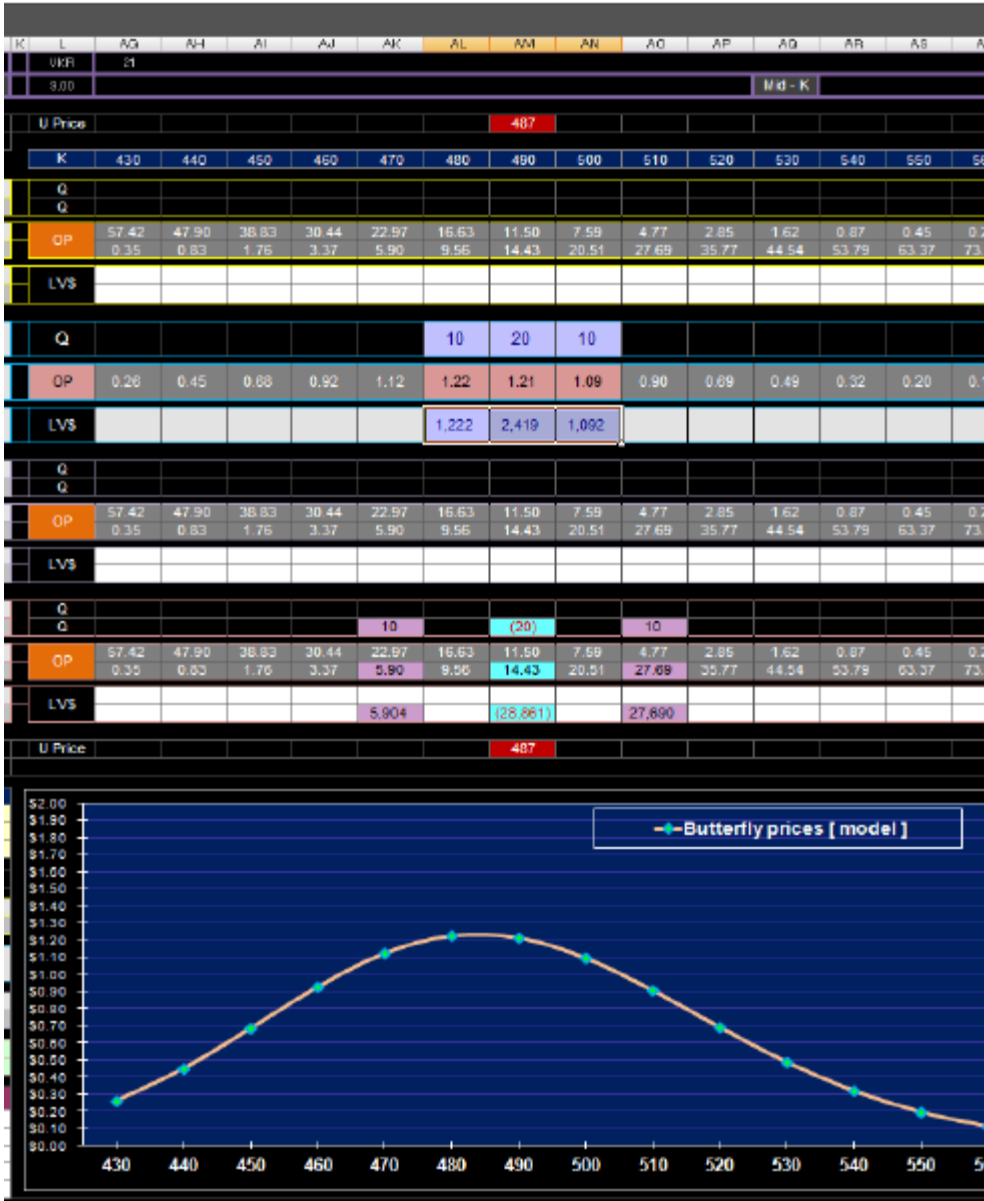 K L AG AH AI AJ AK AL AM AN AO AP AQ AR AS
VKR 21
9.00 Mid - K
U Price 487
K 430 440 450 460 470 480 490 500 510 520 530 540 550
Q
Q
OP 57.42 47.90 38.83 30.44 22.97 16.63 11.50 7.59 4.77 2.85 1.62 0.87 0.45
0.35 0.83 1.76 3.37 5.90 9.56 14.43 20.51 27.69 35.77 44.54 53.79 63.37 73.
LV$
Q 10 20 10
OP 0.26 0.45 0.68 0.92 1.12 1.22 1.21 1.09 0.90 0.69 0.49 0.32 0.20
LV$ 1,222 2,419 1,092
Q
Q
OP 57.42 47.90 38.83 30.44 22.97 16.63 11.50 7.59 4.77 2.85 1.62 0.87 0.45
0.35 0.83 1.76 3.37 5.90 9.56 14.43 20.51 27.69 35.77 44.54 53.79 63.37 73.
LV$
Q
Q 10 (20) 10
OP 57.42 47.90 38.83 30.44 22.97 16.63 11.50 7.59 4.77 2.85 1.62 0.87 0.45
0.35 0.83 1.76 3.37 5.90 9.56 14.43 20.51 27.69 35.77 44.54 53.79 63.37 73.
LV$
5,904 (28,861) 27,690
U Price 487
Butterfly prices [ model ]
$2.00
$1.90
$1.80
$1.70
$1.60
$1.50
$1.40
$1.30
$1.20
$1.10
$1.00
$0.90
$0.80
$0.70
$0.60
$0.50
$0.40
$0.30
$0.20
$0.10
$0.00
430 440 450 460 470 480 490 500 510 520 530 540 550